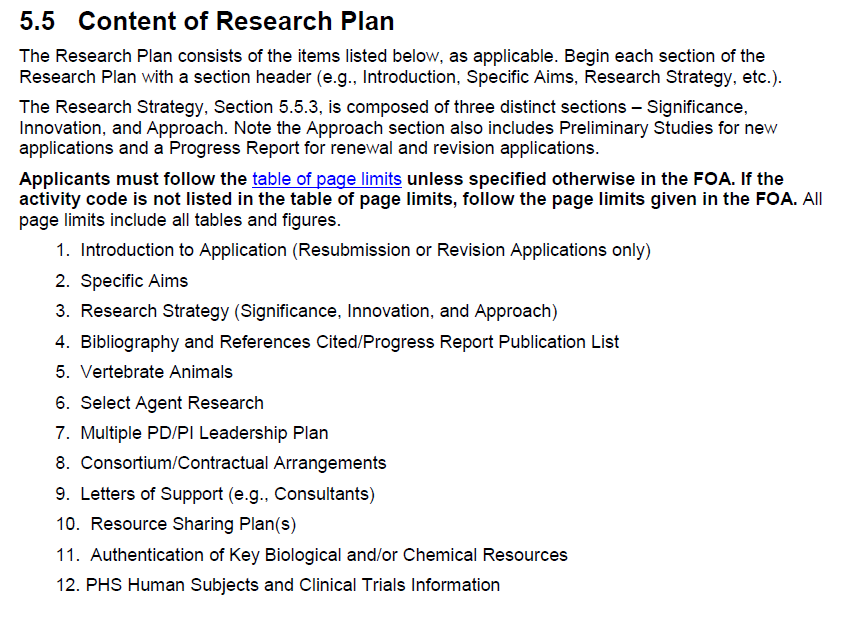 5.5 Content of Research Plan
The Research Plan consists of the items listed below, as applicable. Begin each section of the
Research Plan with a section header (e.g., Introduction, Specific Aims, Research Strategy, etc.).
The Research Strategy, Section 5.5.3, is composed of three distinct sections – Significance,
Innovation, and Approach. Note the Approach section also includes Preliminary Studies for new
applications and a Progress Report for renewal and revision applications.
Applicants must follow the table of page limits unless specified otherwise in the FOA. If the
activity code is not listed in the table of page limits, follow the page limits given in the FOA. All
page limits include all tables and figures.
1. Introduction to Application (Resubmission or Revision Applications only)
2. Specific Aims
3. Research Strategy (Significance, Innovation, and Approach)
4. Bibliography and References Cited/Progress Report Publication List
5. Vertebrate Animals
6. Select Agent Research
7. Multiple PD/PI Leadership Plan
8. Consortium/Contractual Arrangements
9. Letters of Support (e.g., Consultants)
10. Resource Sharing Plan(s)
11. Authentication of Key Biological and/or Chemical Resources
12. PHS Human Subjects and Clinical Trials Information